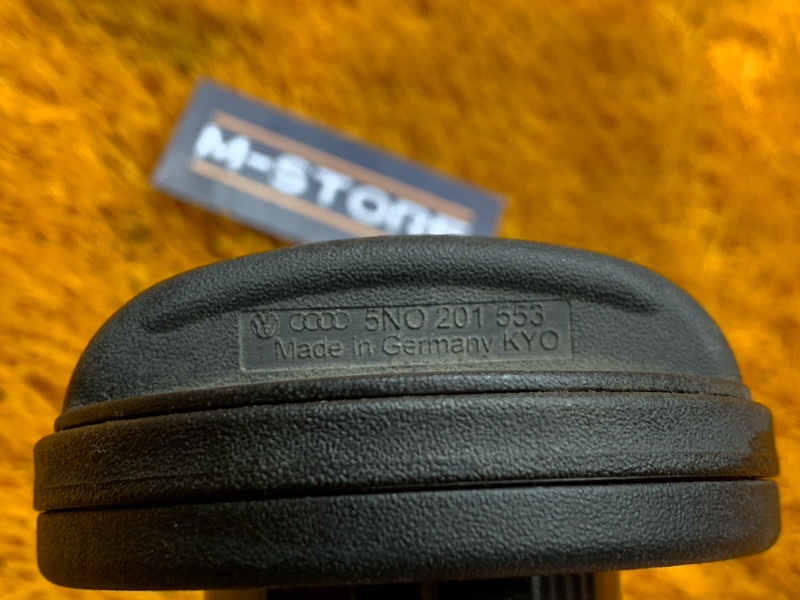 M-STORE
5N0 201 553
Made in Germany KYO